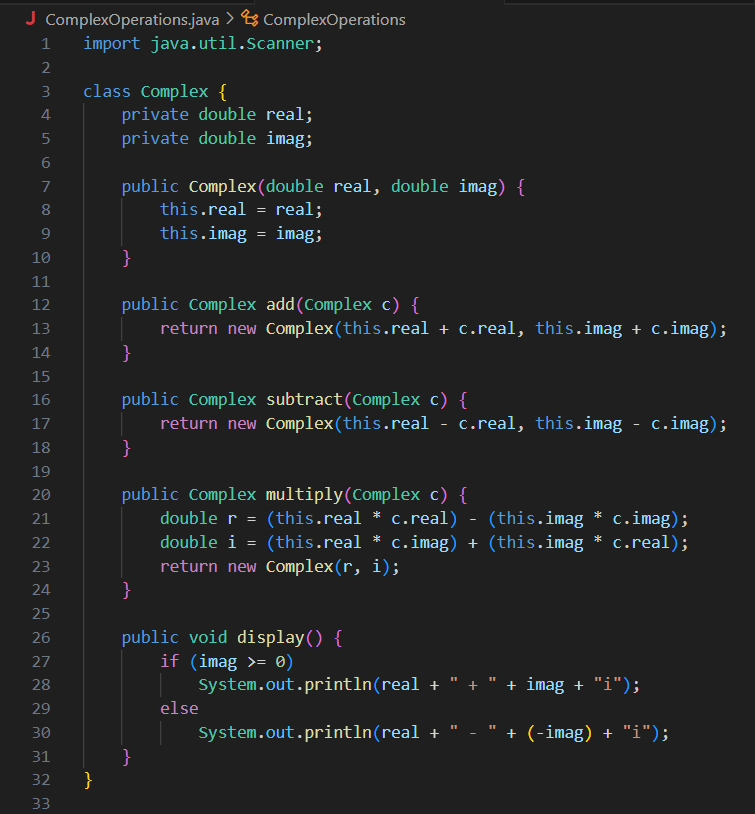 ComplexOperations.java > ComplexOperations
1 import java.util.Scanner;
2
3 class Complex {
4     private double real;
5     private double imag;
6
7     public Complex(double real, double imag) {
8         this.real = real;
9         this.imag = imag;
10     }
11
12     public Complex add(Complex c) {
13         return new Complex(this.real + c.real, this.imag + c.imag);
14     }
15
16     public Complex subtract(Complex c) {
17         return new Complex(this.real - c.real, this.imag - c.imag);
18     }
19
20     public Complex multiply(Complex c) {
21         double r = (this.real * c.real) - (this.imag * c.imag);
22         double i = (this.real * c.imag) + (this.imag * c.real);
23         return new Complex(r, i);
24     }
25
26     public void display() {
27         if (imag >= 0)
28             System.out.println(real + " + " + imag + "i");
29         else
30             System.out.println(real + " - " + (-imag) + "i");
31     }
32 }
33